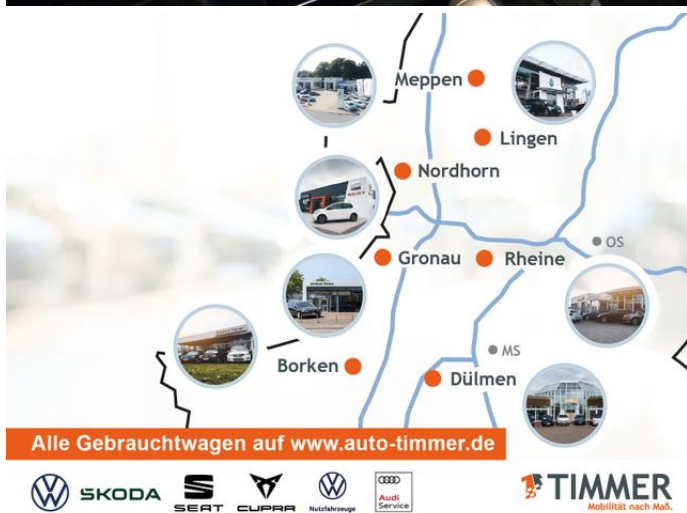 Meppen
Lingen
Nordhorn
OS
Gronau
Rheine
MS
Borken
Dülmen
Alle Gebrauchtwagen auf www.auto-timmer.de
SKODA
SEAT
CUPRA
Nutzfahrzeuge
Audi
Service
TIMMER
Mobilität nach Maß.